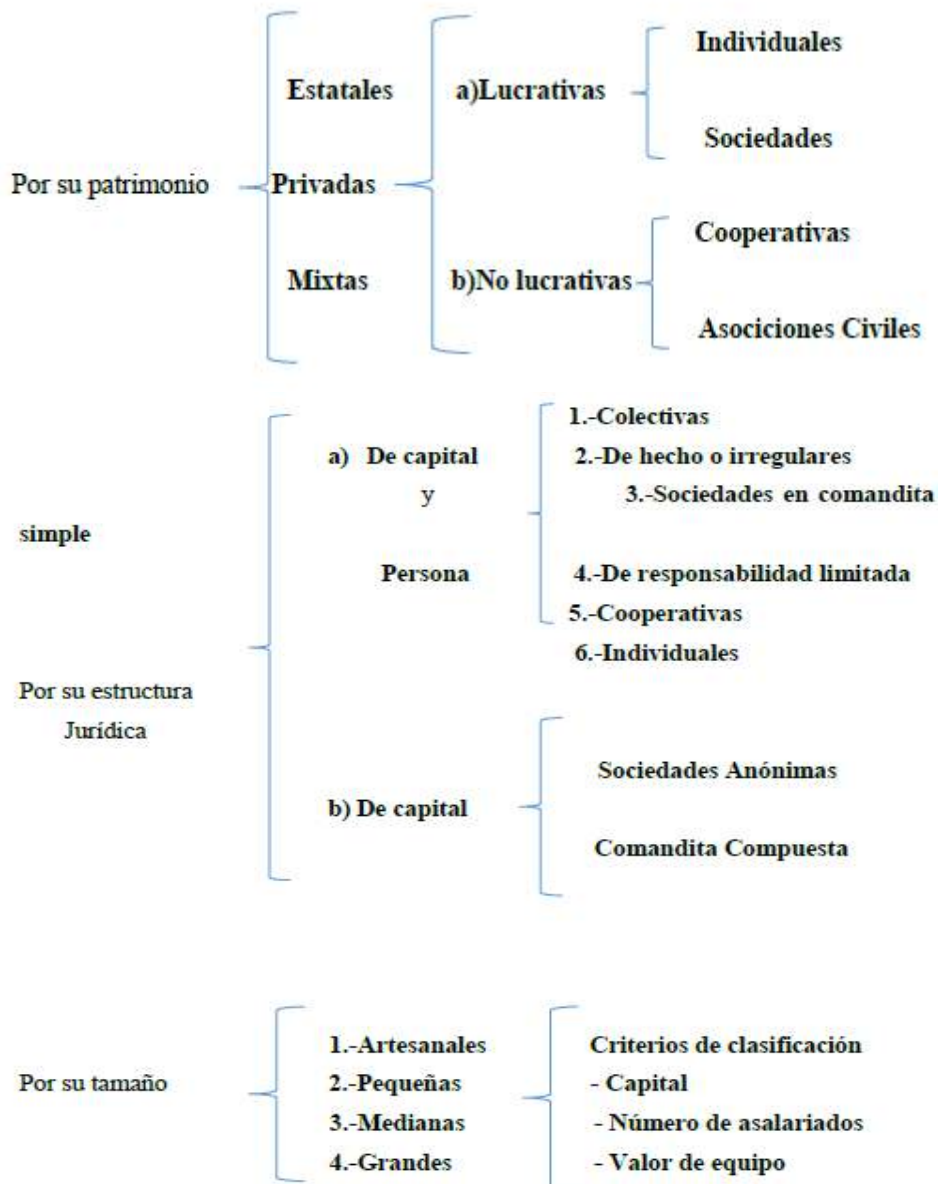 Individuales
Estatales
a)Lucrativas
Sociedades
Por su patrimonio
Privadas
Cooperativas
Mixtas
b)No lucrativas
Asociciones Civiles
1.-Colectivas
a) De capital
2.-De hecho o irregulares
y
3.-Sociedades en comandita
simple
Persona
4.-De responsabilidad limitada
5.-Cooperativas
6.-Individuales
Por su estructura
Jurídica
Sociedades Anónimas
b) De capital
Comandita Compuesta
Por su tamaño
1.-Artesanales
2.-Pequeñas
3.-Medianas
4.-Grandes
Criterios de clasificación
- Capital
- Número de asalariados
- Valor de equipo